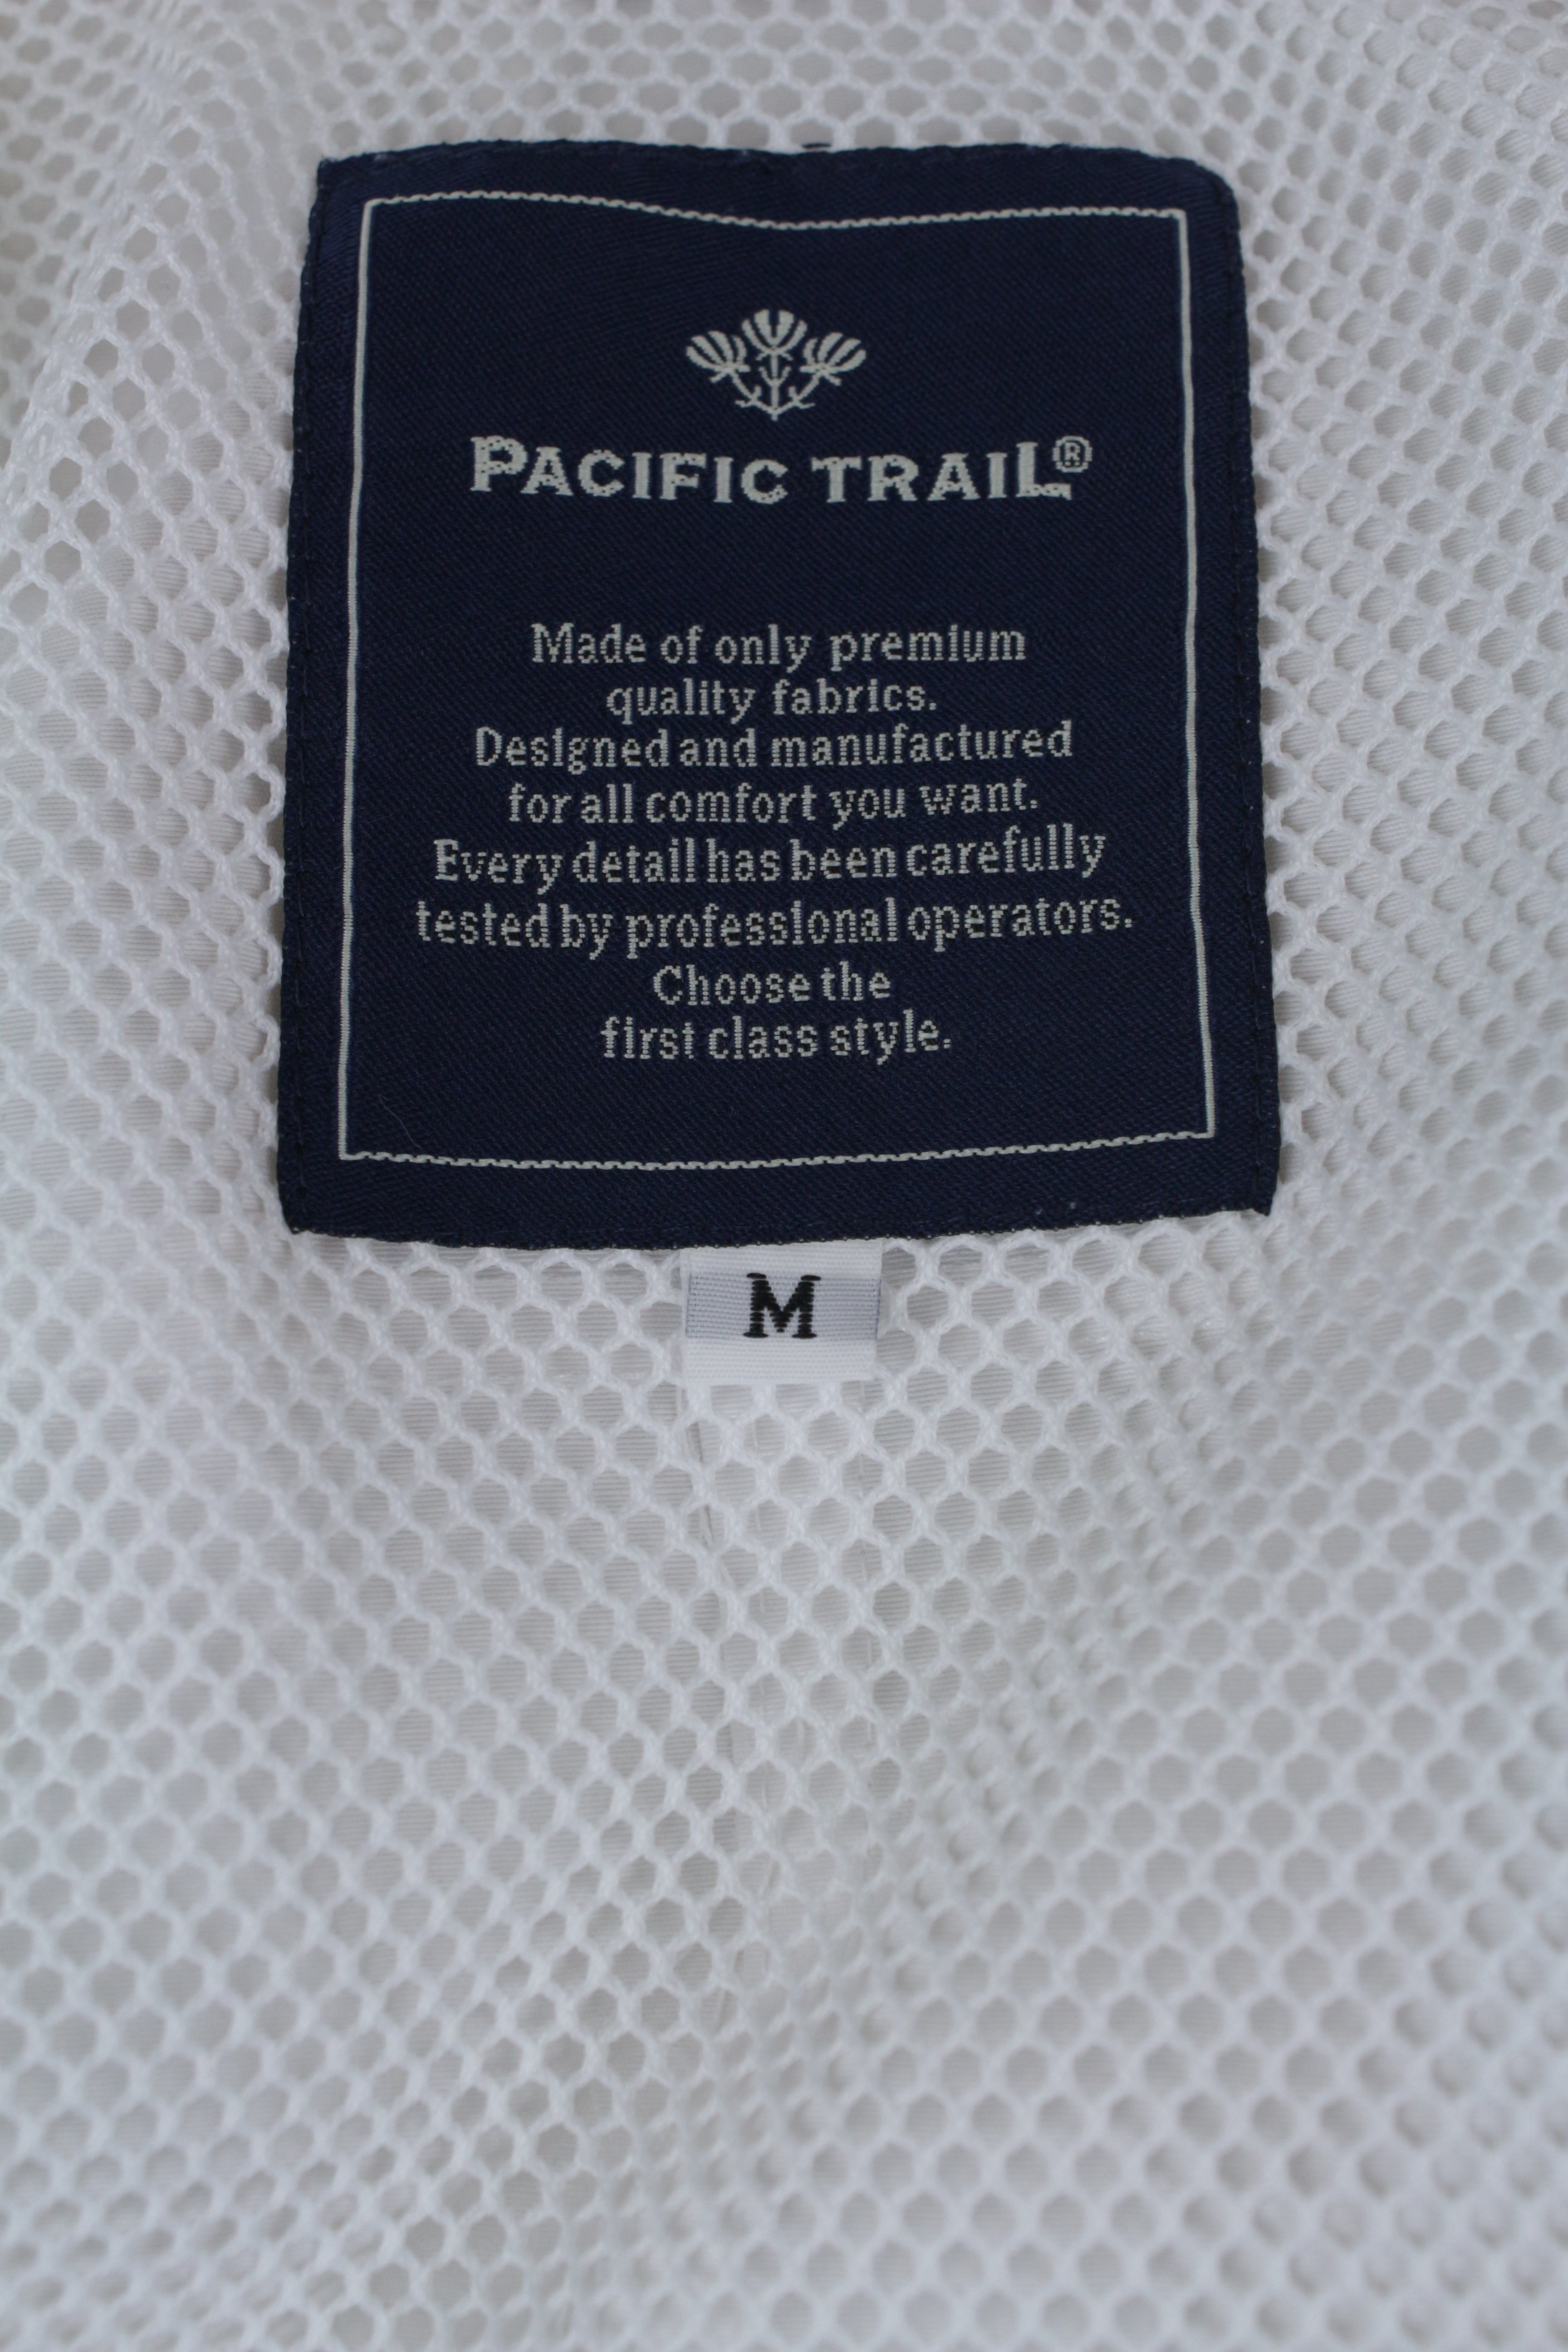 PACIFIC TRAIL®
Made of only premium
quality fabrics.
Designed and manufactured
for all comfort you want.
Every detail has been carefully
tested by professional operators.
Choose the
first class style.
M